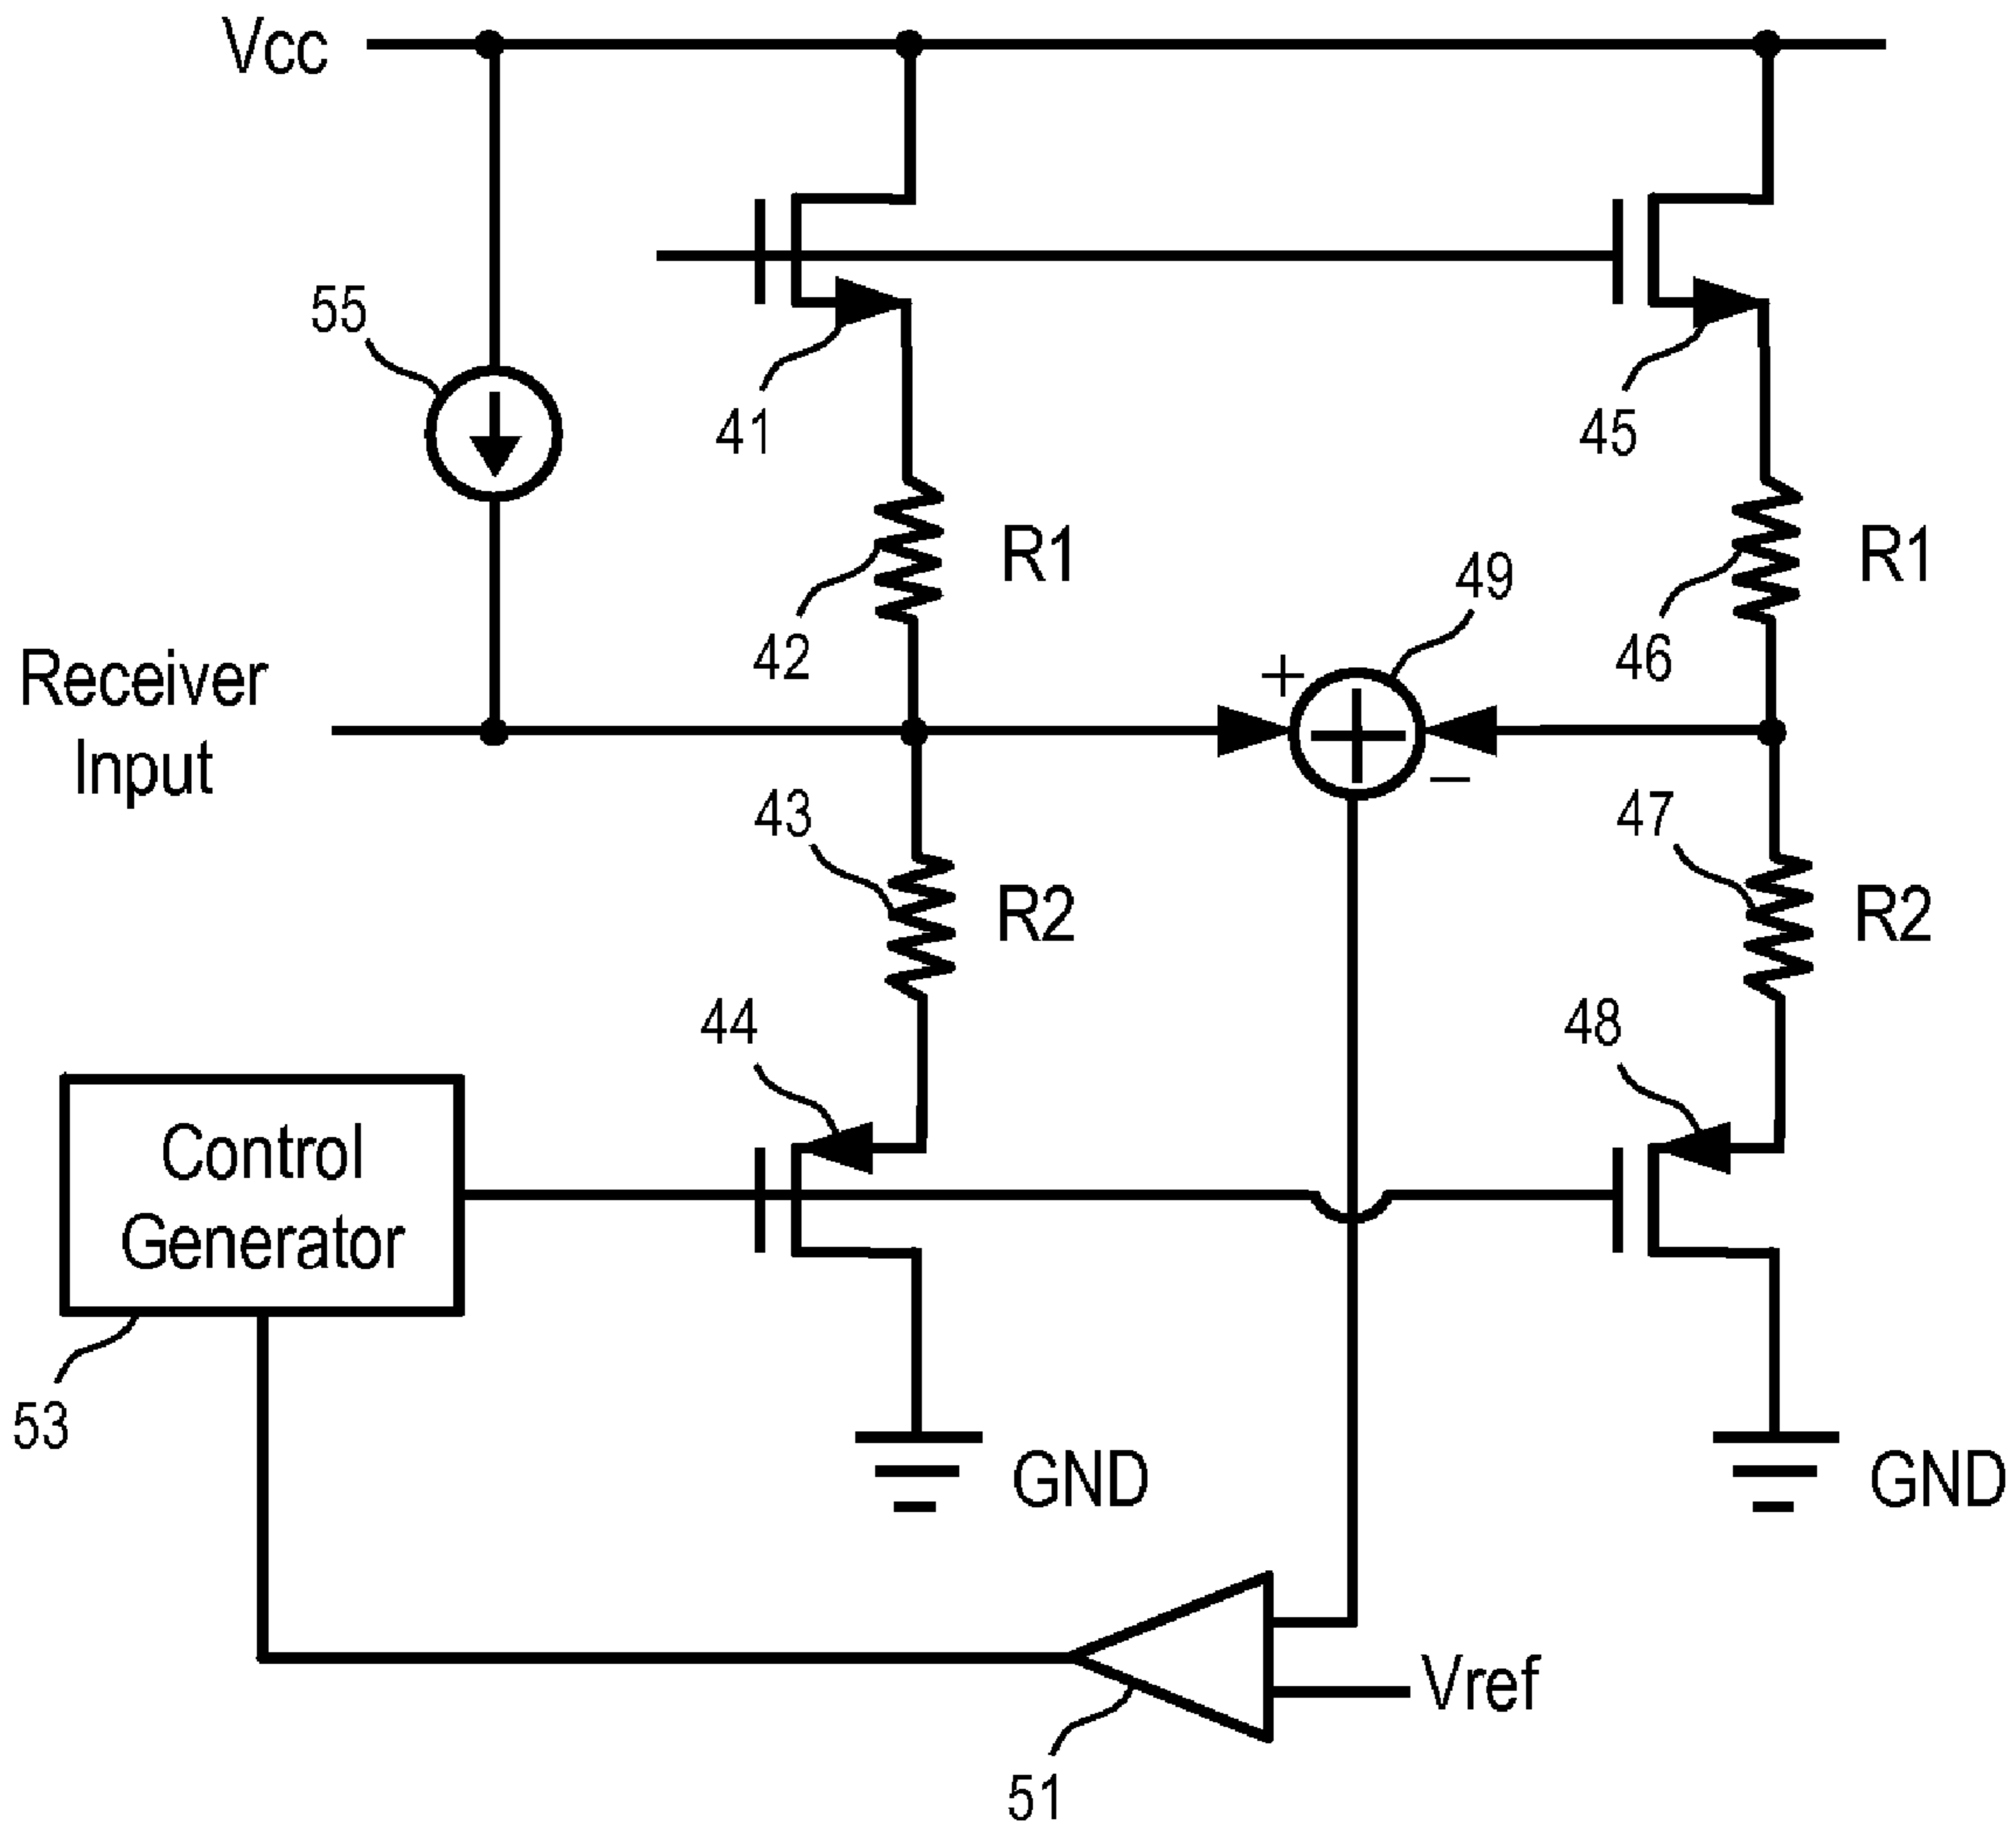 Vcc
55
41
45
R1
R1
49
42
46
+
Receiver
Input
−
43
47
R2
R2
44
48
Control
Generator
53
GND
GND
Vref
51